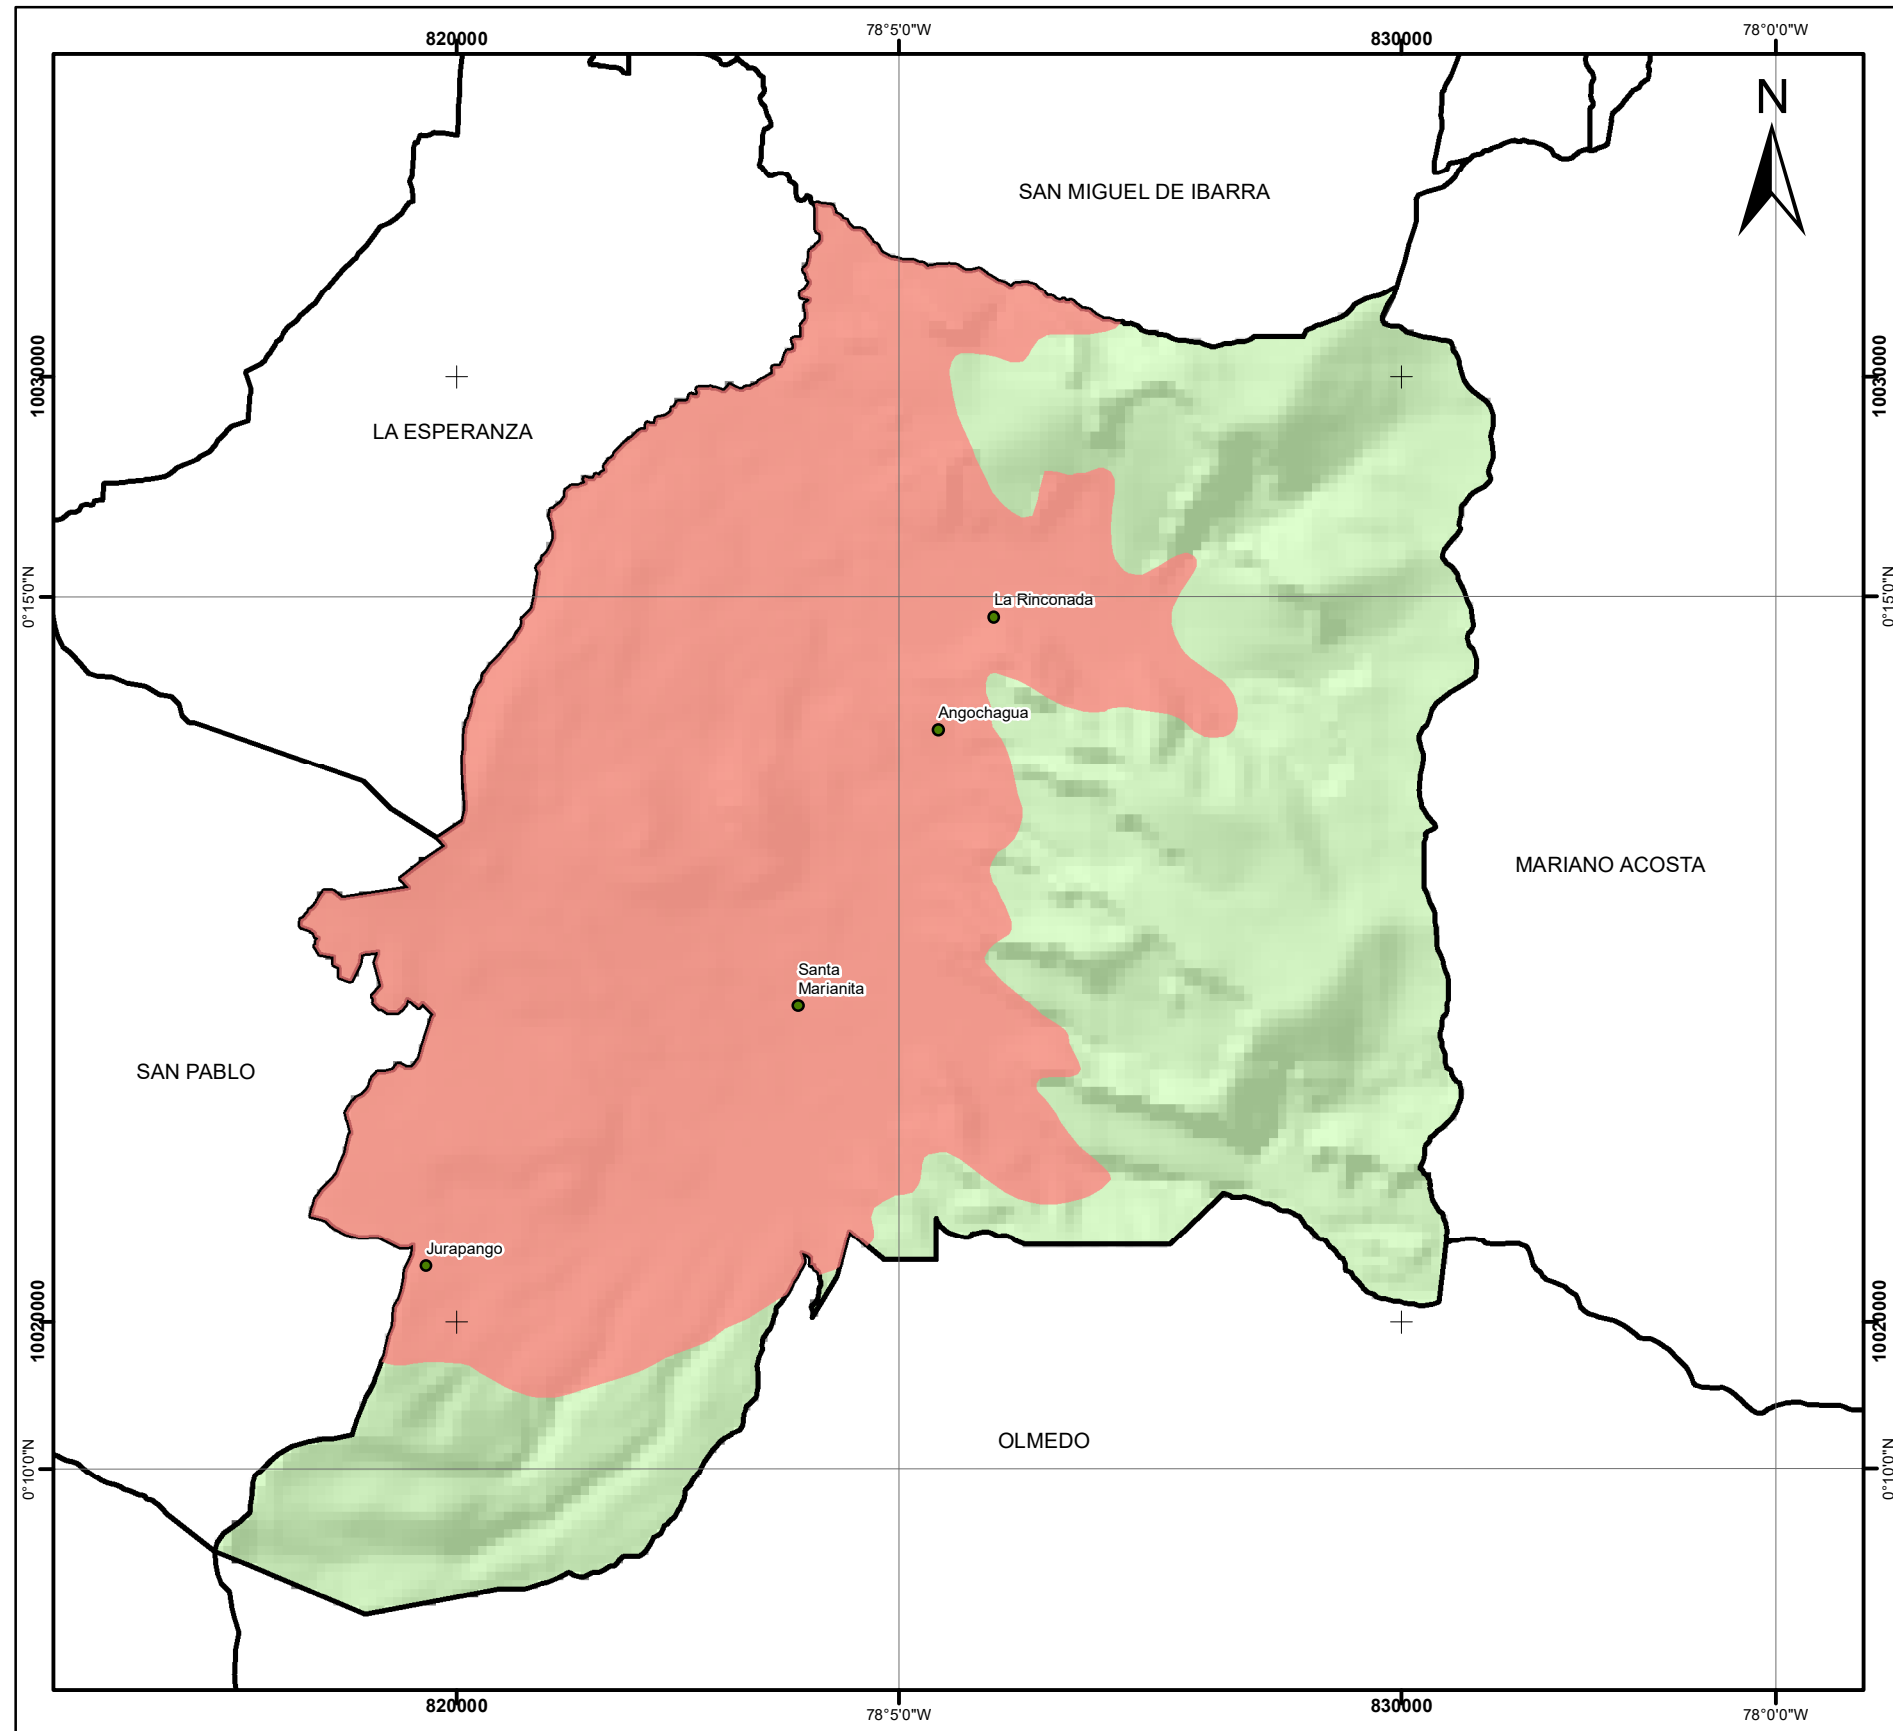 78°5'0"W
78°0'0"W
820000
830000
N
SAN MIGUEL DE IBARRA
10030000
10030000
LA ESPERANZA
0°15'0"N
0°15'0"N
La Rinconada
Angochagua
MARIANO ACOSTA
Santa
Marianita
SAN PABLO
Jurapango
10020000
10020000
OLMEDO
0°10'0"N
0°10'0"N
820000
830000
78°5'0"W
78°0'0"W